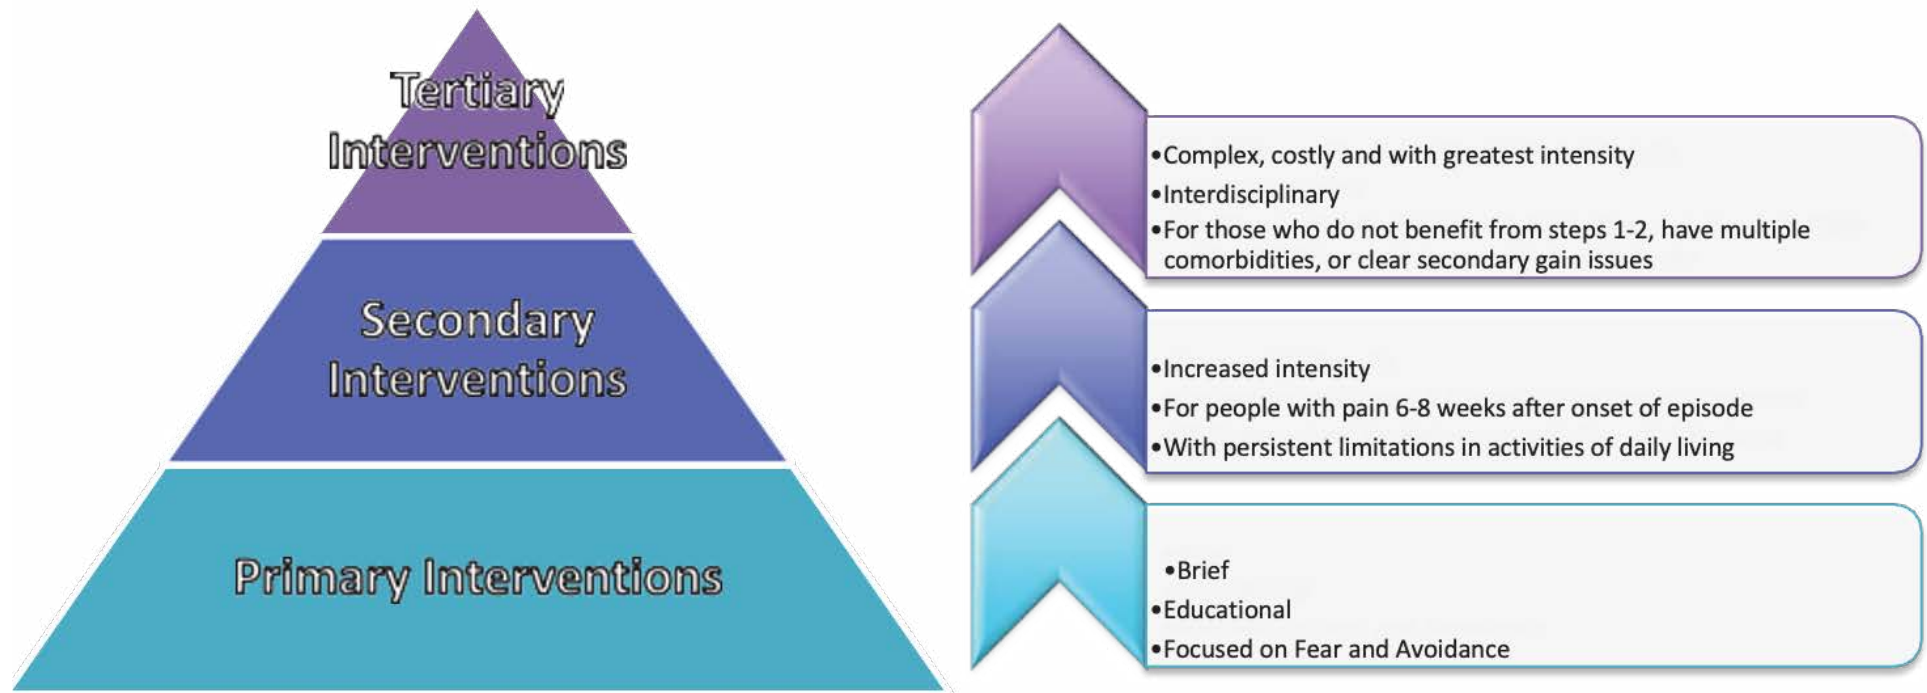 Tertiary
Interventions
Secondary
Interventions
Primary Interventions
•Complex, costly and with greatest intensity
•Interdisciplinary
•For those who do not benefit from steps 1-2, have multiple
comorbidities, or clear secondary gain issues
•Increased intensity
•For people with pain 6-8 weeks after onset of episode
•With persistent limitations in activities of daily living
•Brief
•Educational
•Focused on Fear and Avoidance